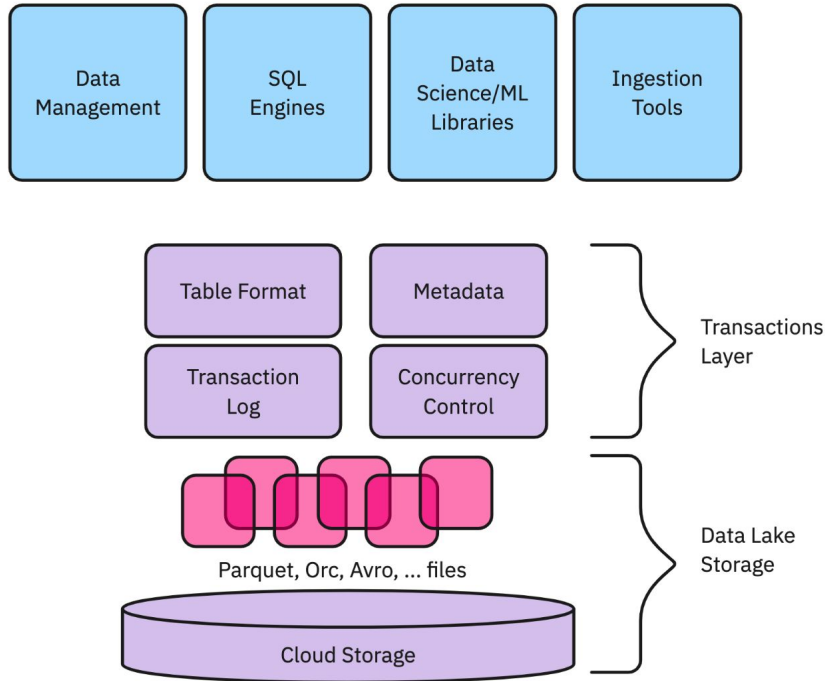 Data
Management
SQL
Engines
Data
Science/ML
Libraries
Ingestion
Tools
Table Format
Metadata
Transaction
Log
Concurrency
Control
Transactions
Layer
Parquet, Orc, Avro, ... files
Data Lake
Storage
Cloud Storage